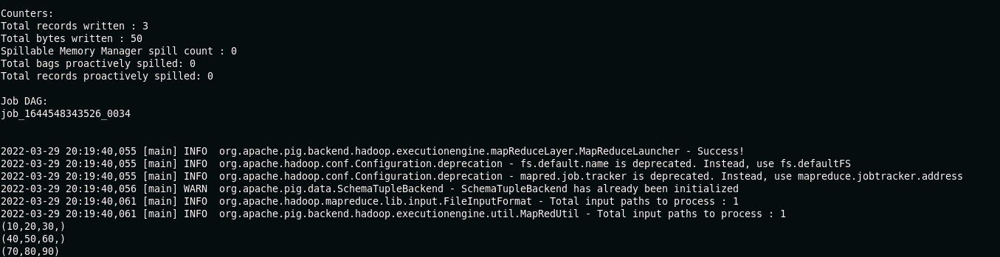 Counters:
Total records written : 3
Total bytes written : 50
Spillable Memory Manager spill count : 0
Total bags proactively spilled: 0
Total records proactively spilled: 0
Job DAG:
job_1644548343526_0034
2022-03-29 20:19:40,055 [main] INFO  org.apache.pig.backend.hadoop.executionengine.mapReduceLayer.MapReduceLauncher - Success!
2022-03-29 20:19:40,055 [main] INFO  org.apache.hadoop.conf.Configuration.deprecation - fs.default.name is deprecated. Instead, use fs.defaultFS
2022-03-29 20:19:40,055 [main] INFO  org.apache.hadoop.conf.Configuration.deprecation - mapred.job.tracker is deprecated. Instead, use mapreduce.jobtracker.address
2022-03-29 20:19:40,056 [main] WARN  org.apache.pig.data.SchemaTupleBackend - SchemaTupleBackend has already been initialized
2022-03-29 20:19:40,061 [main] INFO  org.apache.hadoop.mapreduce.lib.input.FileInputFormat - Total input paths to process : 1
2022-03-29 20:19:40,061 [main] INFO  org.apache.pig.backend.hadoop.executionengine.util.MapRedUtil - Total input paths to process : 1
(10,20,30,)
(40,50,60,)
(70,80,90)